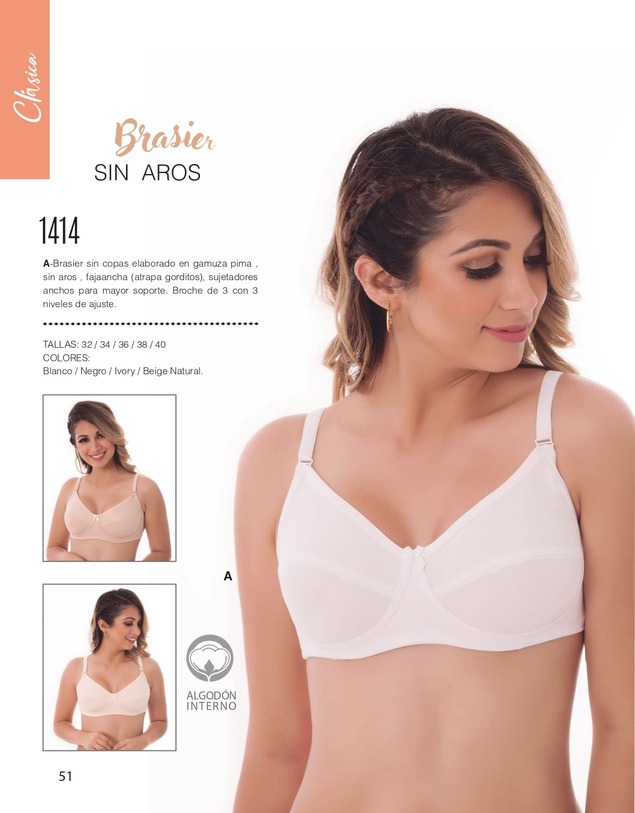 Clásica
Brasier
SIN AROS
1414
A-Brasier sin copas elaborado en gamuza pima ,
sin aros , fajaancha (atrapa gorditos), sujetadores
anchos para mayor soporte. Broche de 3 con 3
niveles de ajuste.
TALLAS: 32 / 34 / 36 / 38 / 40
COLORES:
Blanco / Negro / Ivory / Beige Natural.
A
ALGODÓN
INTERNO
51